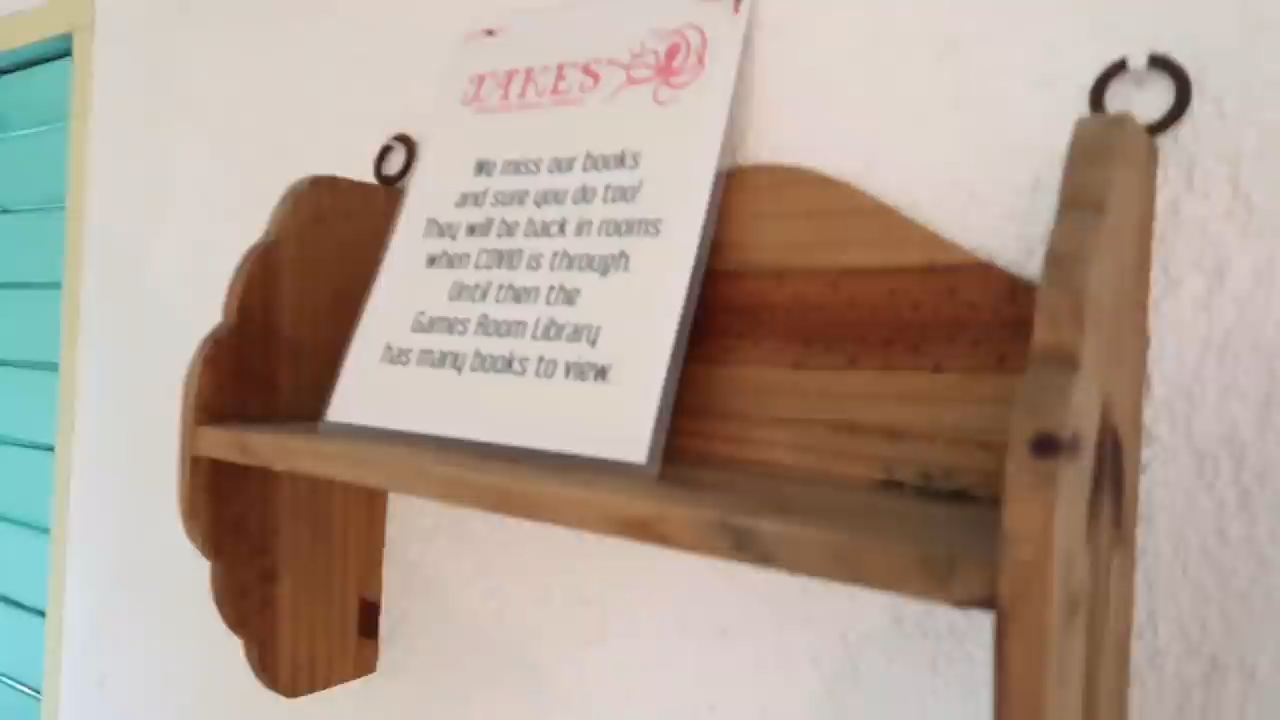 JAKES
We miss our books
and sure you do too!
They will be back in rooms
when COVID is through.
Until then the
Games Room Library
has many books to view.